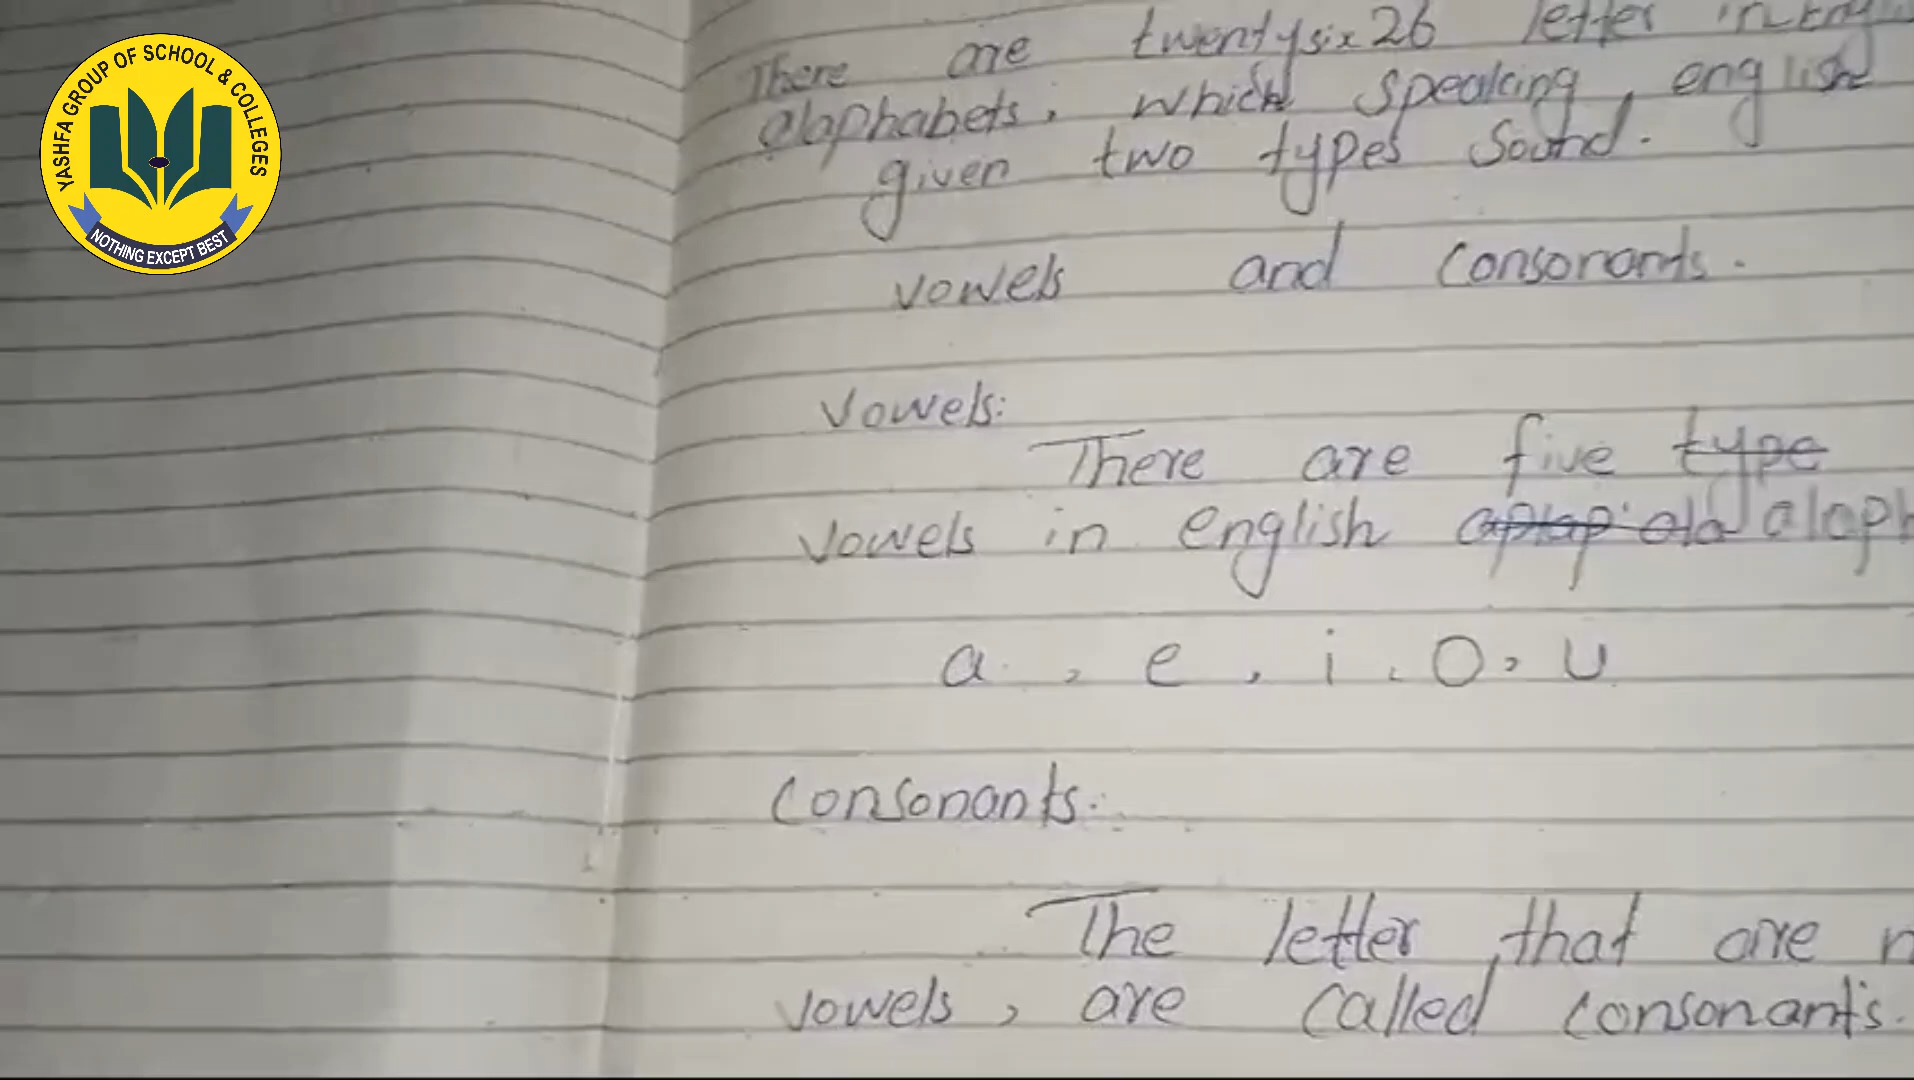 YASHFA GROUP OF SCHOOL & COLLEGES
NOTHING EXCEPT BEST
There are twentysix 26 letter in
alaphabets, which speaking, english
given two types sound.
vowels and consonants.
Vowels:
There are five type
vowels in english alaph
a, e, i, o, u
Consonants:
The letter, that are n
vowels, are called consonants.